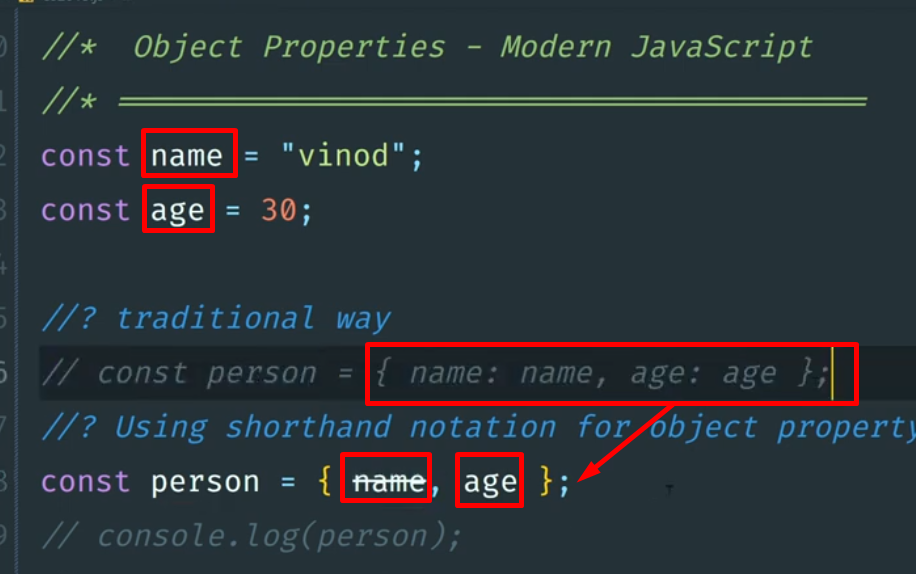 //* Object Properties - Modern JavaScript
//* ==========================================
const name = "vinod";
const age = 30;
//? traditional way
// const person = { name: name, age: age };
//? Using shorthand notation for object property
const person = { name, age };
// console.log(person);